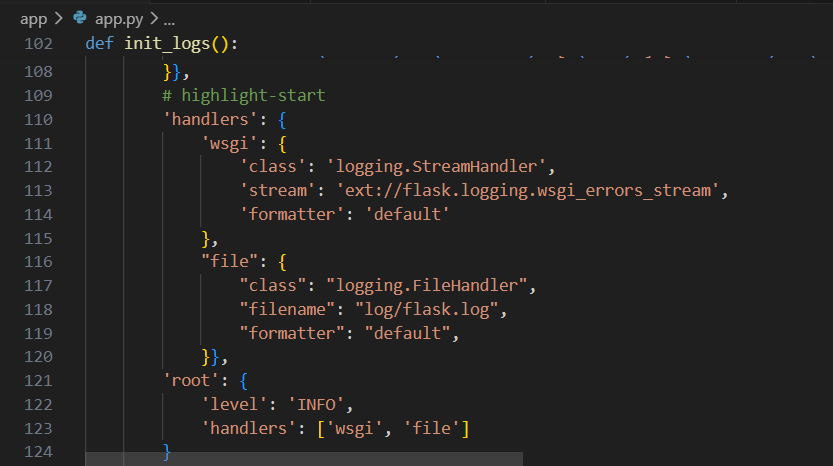 app > app.py > ...
102 def init_logs():
108 }},
109 # highlight-start
110 'handlers': {
111 'wsgi': {
112 'class': 'logging.StreamHandler',
113 'stream': 'ext://flask.logging.wsgi_errors_stream',
114 'formatter': 'default'
115 },
116 "file": {
117 "class": "logging.FileHandler",
118 "filename": "log/flask.log",
119 "formatter": "default",
120 }},
121 'root': {
122 'level': 'INFO',
123 'handlers': ['wsgi', 'file']
124 }